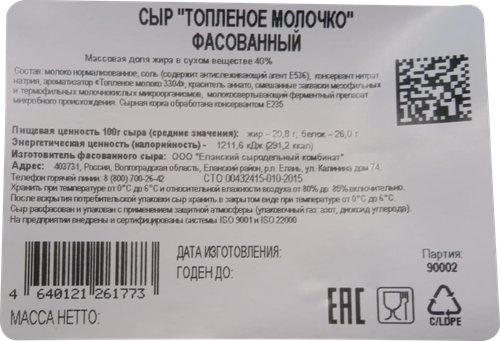 СЫР "ТОПЛЕНОЕ МОЛОЧКО"
ФАСОВАННЫЙ
Массовая доля жира в сухом веществе 40%
Состав: молоко нормализованное, соль (содержит антислеживающий агент Е536), консервант нитрат
натрия, ароматизатор «Топленое молоко 3304», краситель аннато, смешанные закваски мезофильных
и термофильных молочнокислых микроорганизмов, молокосвертывающий ферментный препарат
микробного происхождения. Сырная корка обработана консервантом Е235
Пищевая ценность 100г сыра (средние значения): жир – 20,8 г; белок – 26,0 г
Энергетическая ценность (калорийность) - 1211,6 кДж (291,2 ккал)
Изготовитель фасованного сыра: ООО "Еланский сыродельный комбинат"
Адрес: 403731, Россия, Волгоградская область, Еланский район, р.п. Елань, ул. Калинина дом 74.
Телефон горячей линии: 8 (800) 700-26-42 СТО 00432415-010-2015
Хранить при температуре от 0°С до 6°С и относительной влажности воздуха от 80% до 85% включительно.
После вскрытия потребительской упаковки сыр хранить в закрытом виде при температуре от 0°С до 6°С
Сыр расфасован и упакован с применением защитной атмосферы (упаковочный газ: азот, диоксид углерода).
На предприятии внедрены и сертифицированы системы ISO 9001 и ISO 22000
ДАТА ИЗГОТОВЛЕНИЯ:
ГОДЕН ДО:
Партия:
90002
4 640121 261773
МАССА НЕТТО:
ЕАС
C/LDPE